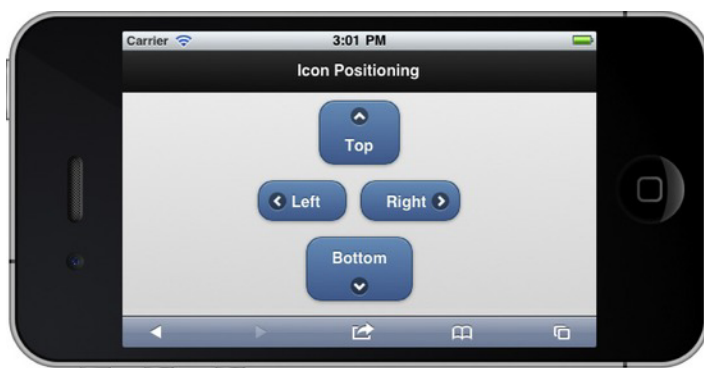 Carrier 3:01 PM
Icon Positioning
Top
Left Right
Bottom